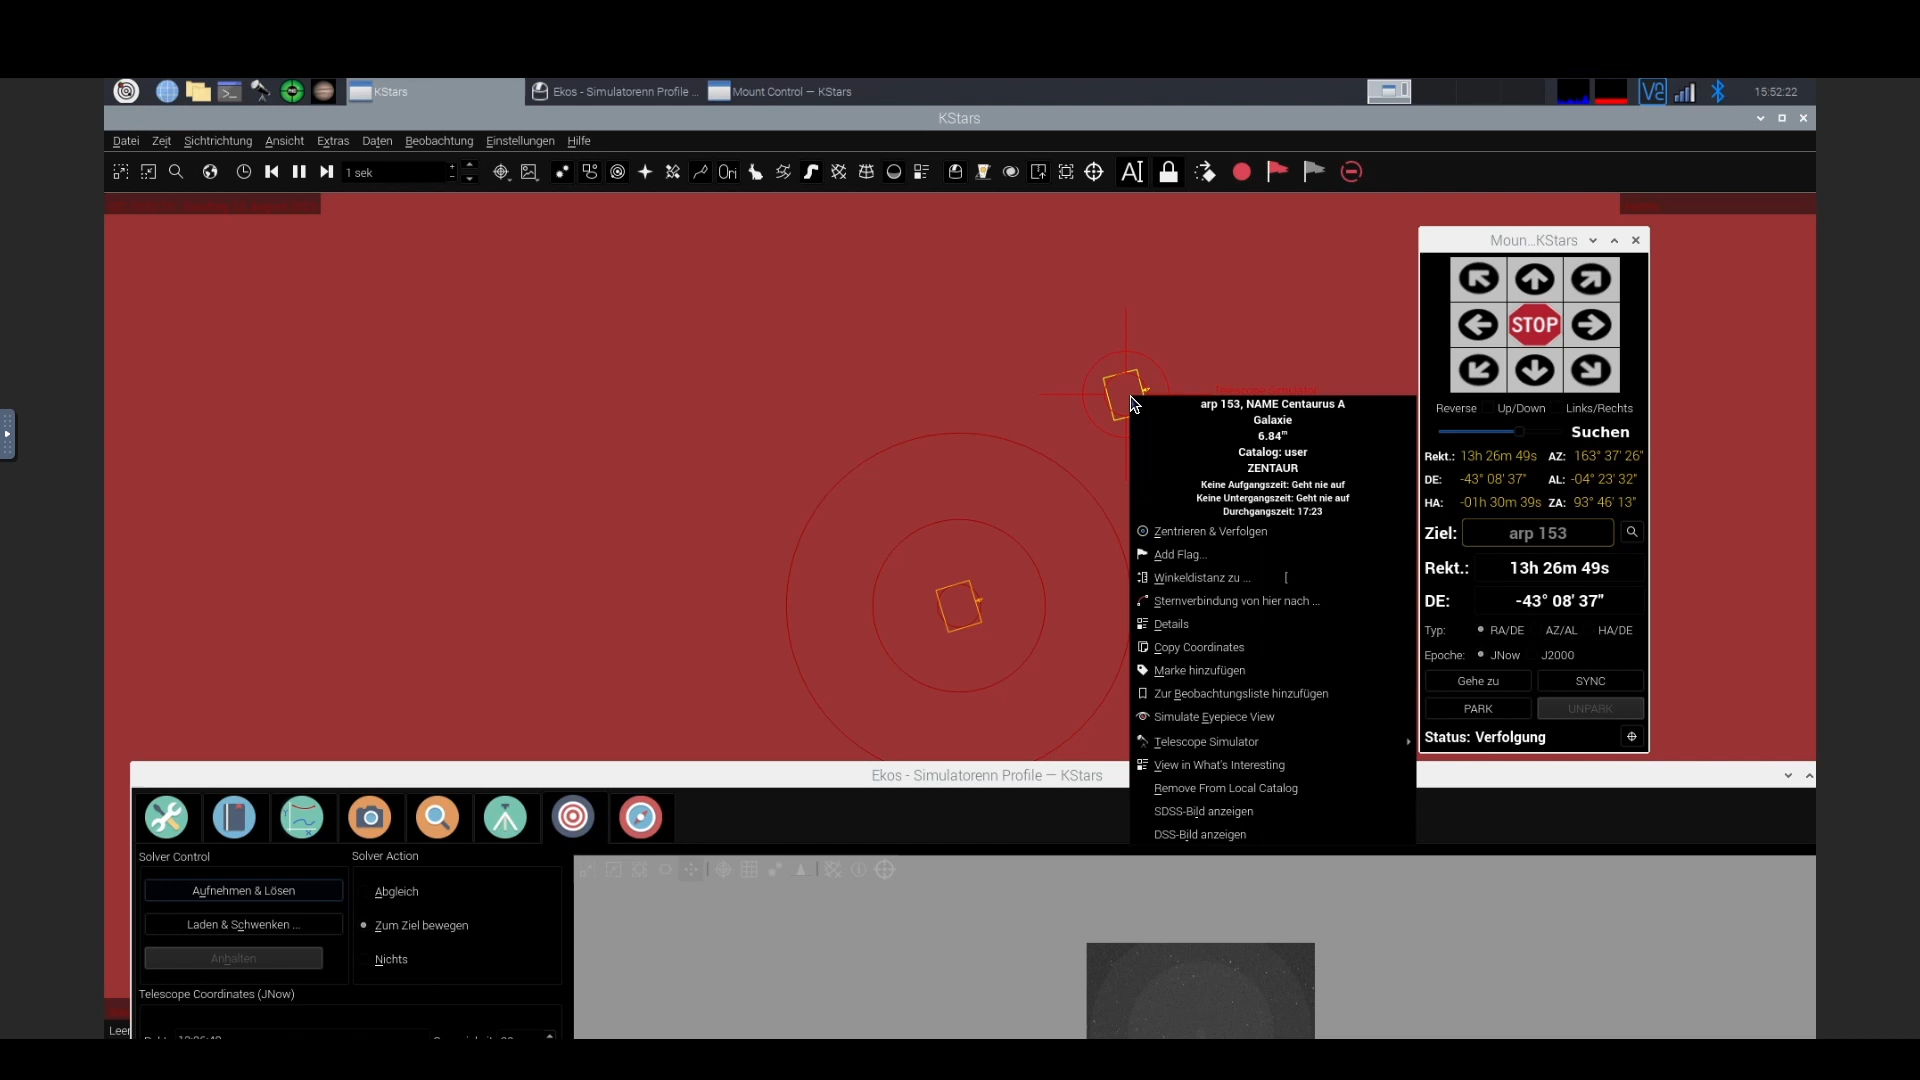 KStars
Ekos - Simulatorenn Profile ...
Mount Control — KStars
15:52:22
KStars
Datei Zeit Sichtrichtung Ansicht Extras Daten Beobachtung Einstellungen Hilfe
1 sek
Ori
AI
Moun...KStars
STOP
Reverse Up/Down Links/Rechts
Suchen
Rekt.: 13h 26m 49s AZ: 163° 37' 26"
DE: -43° 08' 37" AL: -04° 23' 32"
HA: -01h 30m 39s ZA: 93° 46' 13"
Ziel: arp 153
Rekt.: 13h 26m 49s
DE: -43° 08' 37"
Typ: RA/DE AZ/AL HA/DE
Epoche: JNow J2000
Gehe zu SYNC
PARK UNPARK
Status: Verfolgung
Telescope Simulator
arp 153, NAME Centaurus A
Galaxie
6.84ᵐ
Catalog: user
ZENTAUR
Keine Aufgangszeit: Geht nie auf
Keine Untergangszeit: Geht nie auf
Durchgangszeit: 17:23
Zentrieren & Verfolgen
Add Flag...
Winkeldistanz zu ... [
Sternverbindung von hier nach ...
Details
Copy Coordinates
Marke hinzufügen
Zur Beobachtungsliste hinzufügen
Simulate Eyepiece View
Telescope Simulator
View in What's Interesting
Remove From Local Catalog
SDSS-Bild anzeigen
DSS-Bild anzeigen
Ekos - Simulatorenn Profile — KStars
Solver Control
Solver Action
Aufnehmen & Lösen
Abgleich
Laden & Schwenken ...
Zum Ziel bewegen
Anhalten
Nichts
Telescope Coordinates (JNow)
Leer